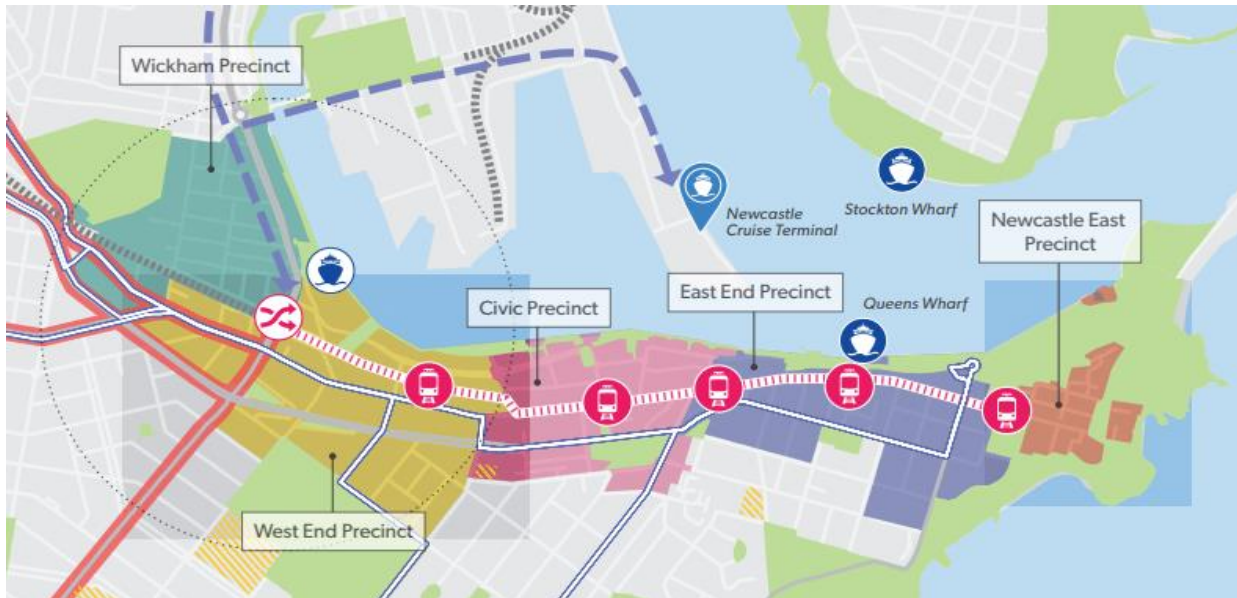 Wickham Precinct
Newcastle
Cruise Terminal
Stockton Wharf
Newcastle East
Precinct
Civic Precinct
East End Precinct
Queens Wharf
West End Precinct